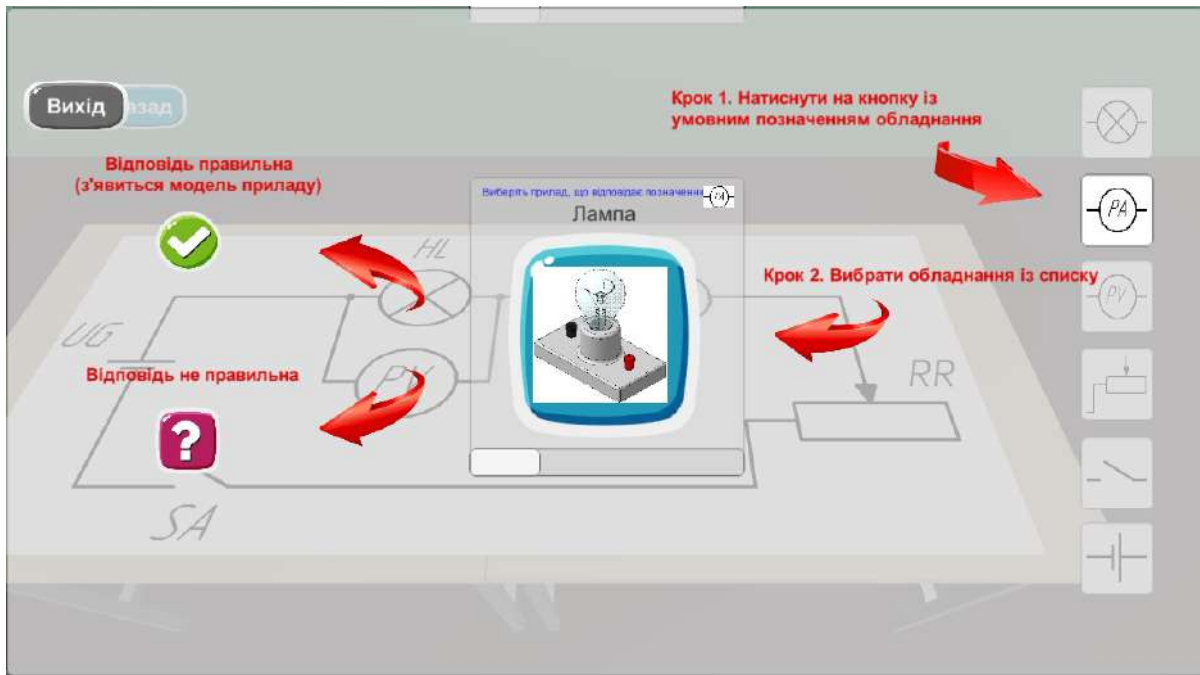 Вихід
азад
Крок 1. Натиснути на кнопку із
умовним позначенням обладнання
Відповідь правильна
(з'явиться модель приладу)
Виберіть прилад, що відповідає позначенню
PA
Лампа
PA
HL
Крок 2. Вибрати обладнання із списку
PV
UG
Відповідь не правильна
PV
RR
?
SA